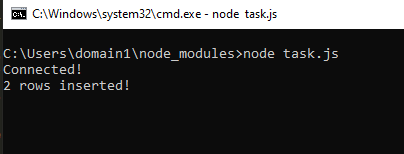 C:\Windows\system32\cmd.exe - node task.js
C:\Users\domain1\node_modules>node task.js
Connected!
2 rows inserted!